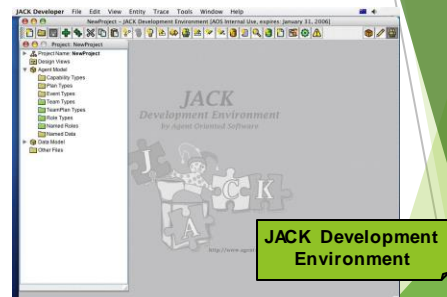 JACK Developer File Edit View Entity Trace Tools Window Help
NewProject - JACK Development Environment [AOS Internal Use, expires: January 31, 2006]
Project: NewProject
Project Name: NewProject
Design Views
Agent Model
Capability Types
Plan Types
Event Types
Team Types
TeamPlan Types
Role Types
Named Roles
Named Data
Data Model
Other Files
JACK
Development Environment
by Agent Oriented Software
J
A
C
K
JACK Development
Environment